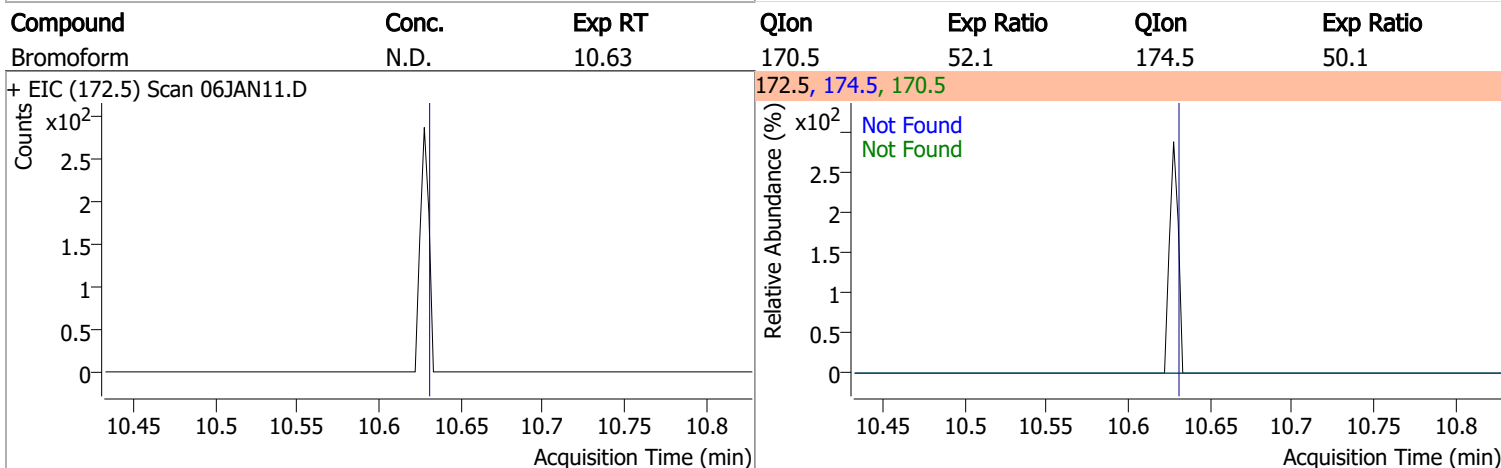 Compound Conc. Exp RT QIon Exp Ratio QIon Exp Ratio
Bromoform N.D. 10.63 170.5 52.1 174.5 50.1
+ EIC (172.5) Scan 06JAN11.D
Counts
x10²
2.5
2
1.5
1
0.5
0
10.45 10.5 10.55 10.6 10.65 10.7 10.75 10.8
Acquisition Time (min)
172.5, 174.5, 170.5
Relative Abundance (%)
x10²
Not Found
Not Found
2.5
2
1.5
1
0.5
0
10.45 10.5 10.55 10.6 10.65 10.7 10.75 10.8
Acquisition Time (min)